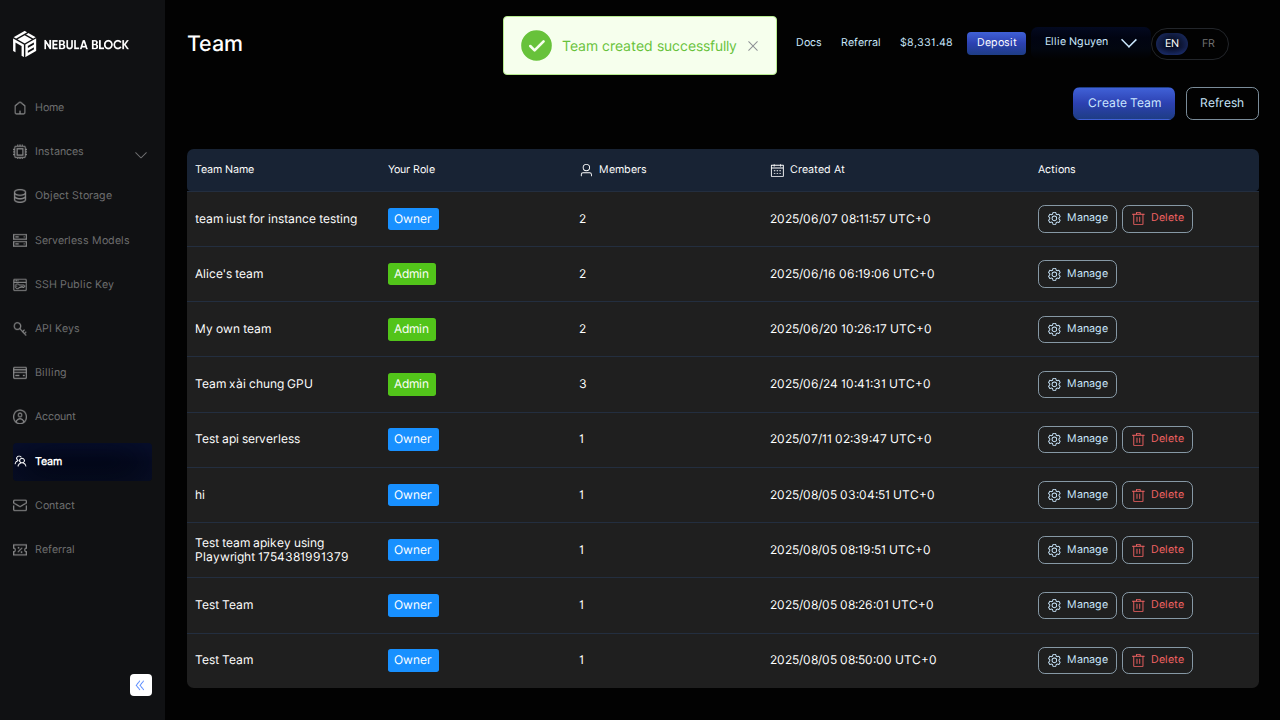 NEBULA BLOCK
Team
Team created successfully
Docs
Referral
$8,331.48
Deposit
Ellie Nguyen
EN
FR
Home
Instances
Object Storage
Serverless Models
SSH Public Key
API Keys
Billing
Account
Team
Contact
Referral
Create Team
Refresh
Team Name Your Role Members Created At Actions
team iust for instance testing Owner 2 2025/06/07 08:11:57 UTC+0 Manage Delete
Alice's team Admin 2 2025/06/16 06:19:06 UTC+0 Manage
My own team Admin 2 2025/06/20 10:26:17 UTC+0 Manage
Team xài chung GPU Admin 3 2025/06/24 10:41:31 UTC+0 Manage
Test api serverless Owner 1 2025/07/11 02:39:47 UTC+0 Manage Delete
hi Owner 1 2025/08/05 03:04:51 UTC+0 Manage Delete
Test team apikey using
Playwright 1754381991379 Owner 1 2025/08/05 08:19:51 UTC+0 Manage Delete
Test Team Owner 1 2025/08/05 08:26:01 UTC+0 Manage Delete
Test Team Owner 1 2025/08/05 08:50:00 UTC+0 Manage Delete